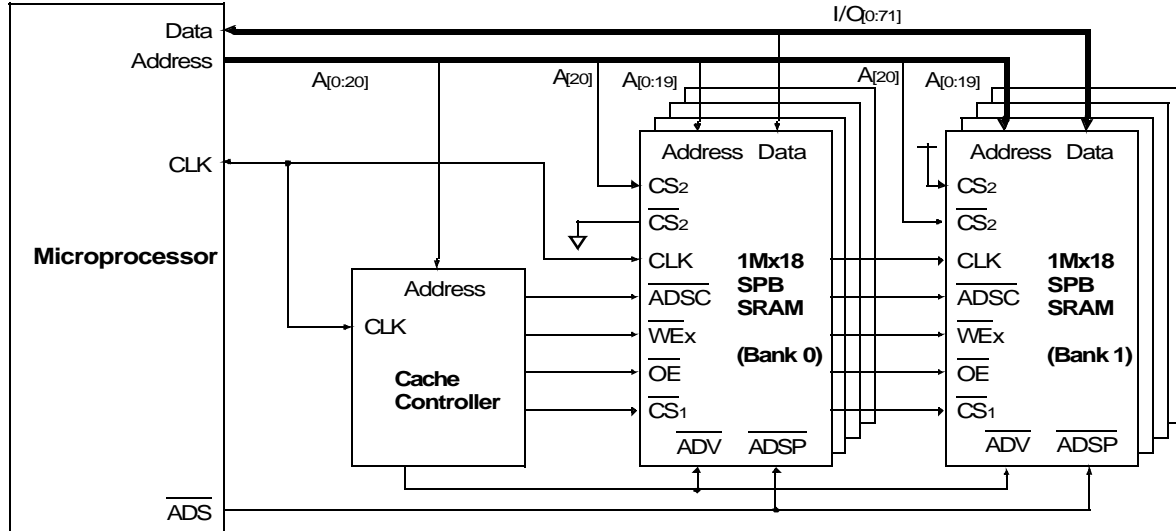 I/O[0:71]
Data
Address
A[0:20]
A[20]
A[0:19]
A[20]
A[0:19]
CLK
Microprocessor
ADS
Address
CLK
Cache
Controller
Address Data
CS2
CS2
CLK
ADSC
WEx
OE
CS1
ADV ADSP
1Mx18
SPB
SRAM
(Bank 0)
Address Data
CS2
CS2
CLK
ADSC
WEx
OE
CS1
ADV ADSP
1Mx18
SPB
SRAM
(Bank 1)